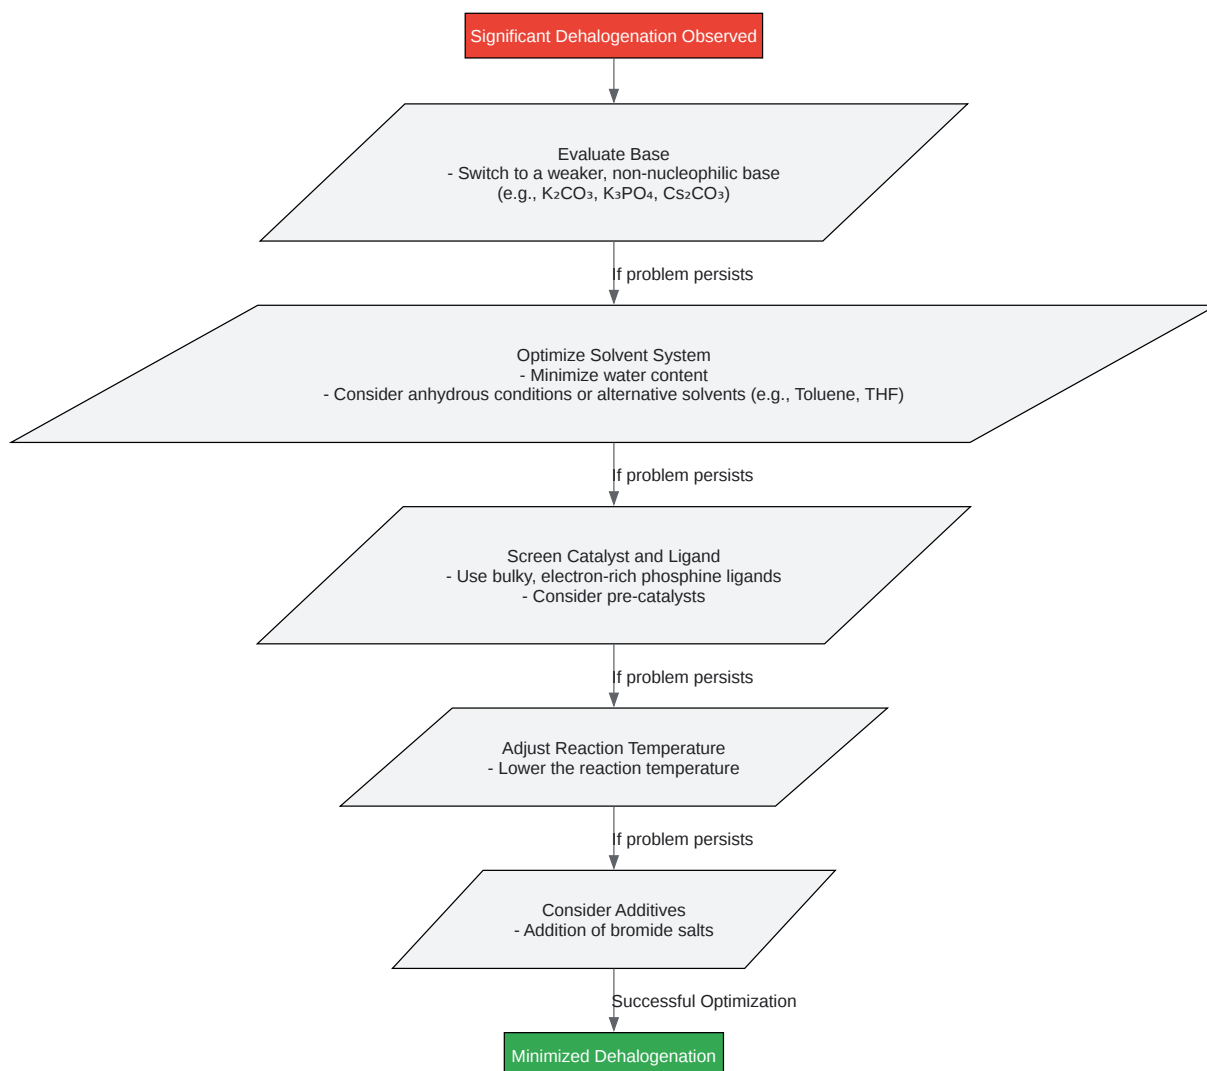 Significant Dehalogenation Observed
Evaluate Base
- Switch to a weaker, non-nucleophilic base
(e.g., K₂CO₃, K₃PO₄, Cs₂CO₃)
If problem persists
Optimize Solvent System
- Minimize water content
- Consider anhydrous conditions or alternative solvents (e.g., Toluene, THF)
If problem persists
Screen Catalyst and Ligand
- Use bulky, electron-rich phosphine ligands
- Consider pre-catalysts
If problem persists
Adjust Reaction Temperature
- Lower the reaction temperature
If problem persists
Consider Additives
- Addition of bromide salts
Successful Optimization
Minimized Dehalogenation